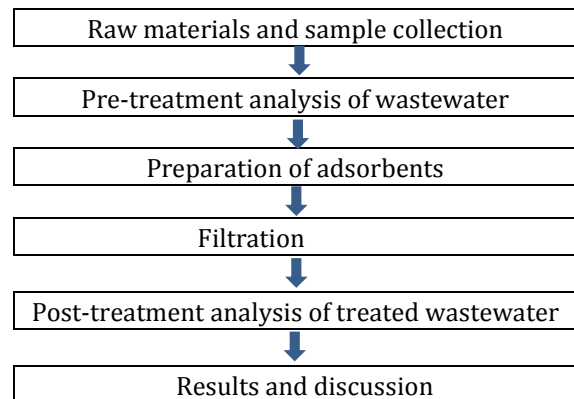 Raw materials and sample collection
Pre-treatment analysis of wastewater
Preparation of adsorbents
Filtration
Post-treatment analysis of treated wastewater
Results and discussion